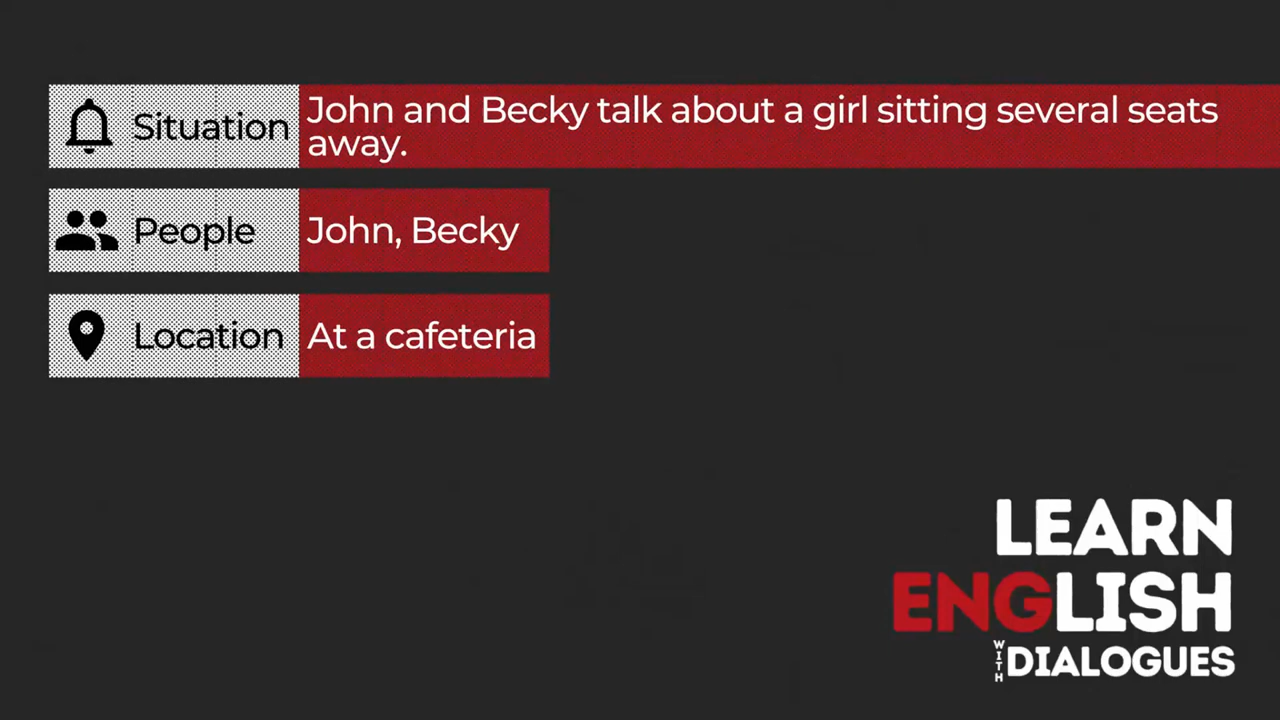 Situation
John and Becky talk about a girl sitting several seats
away.
People
John, Becky
Location
At a cafeteria
LEARN
ENGLISH
WITH DIALOGUES